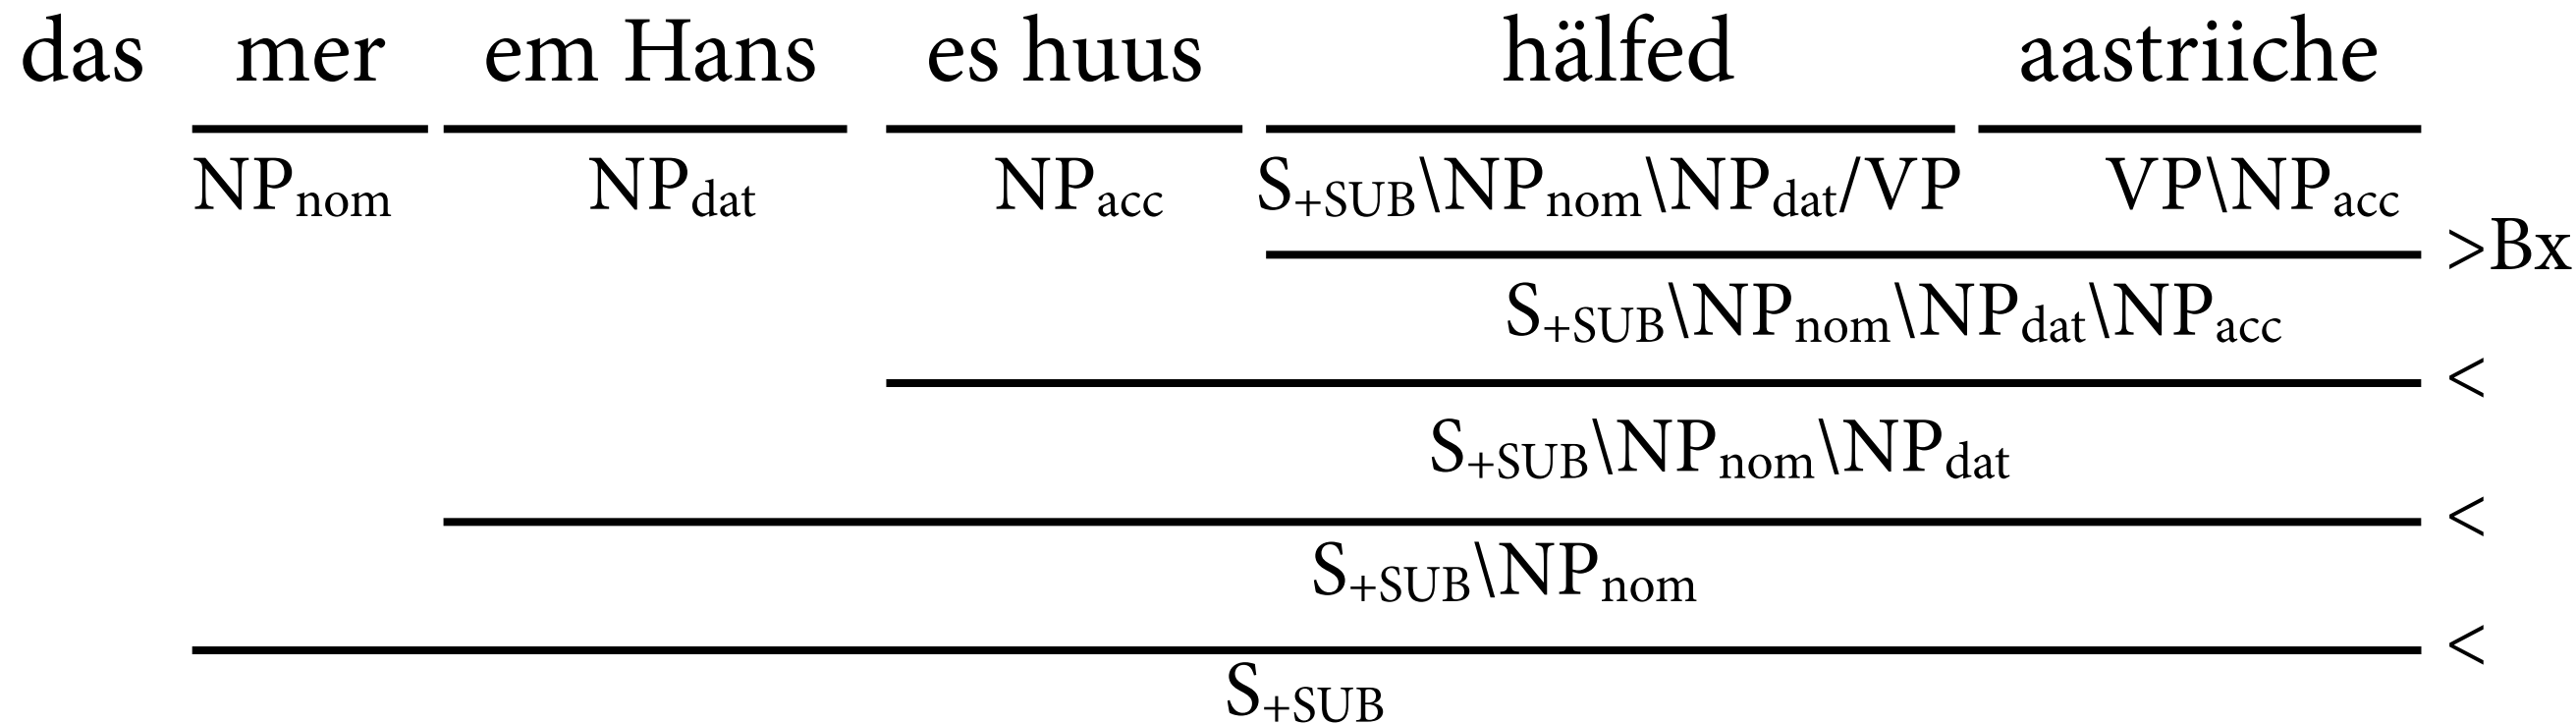 das mer em Hans es huus hälfed aastriiche
NP_nom NP_dat NP_acc S_+SUB\NP_nom\NP_dat/VP VP\NP_acc
>Bx
S_+SUB\NP_nom\NP_dat\NP_acc
<
S_+SUB\NP_nom\NP_dat
<
S_+SUB\NP_nom
<
S_+SUB